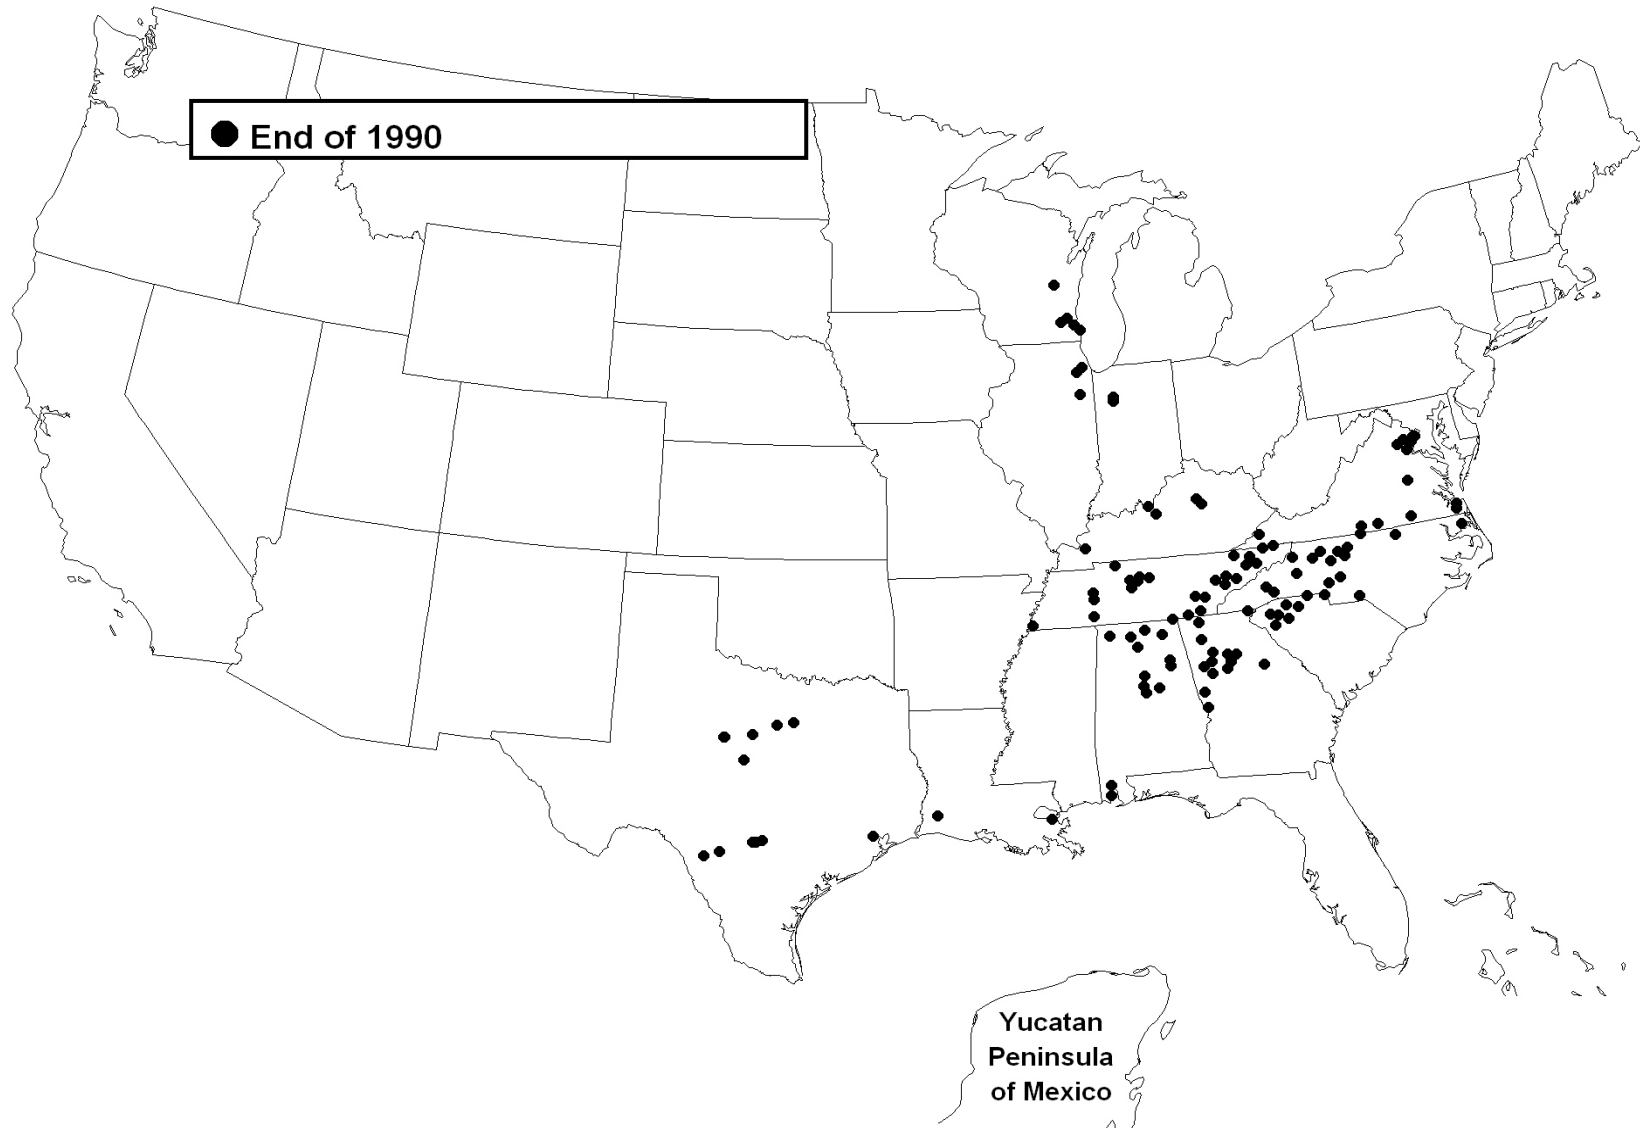 End of 1990
Yucatan
Peninsula
of Mexico